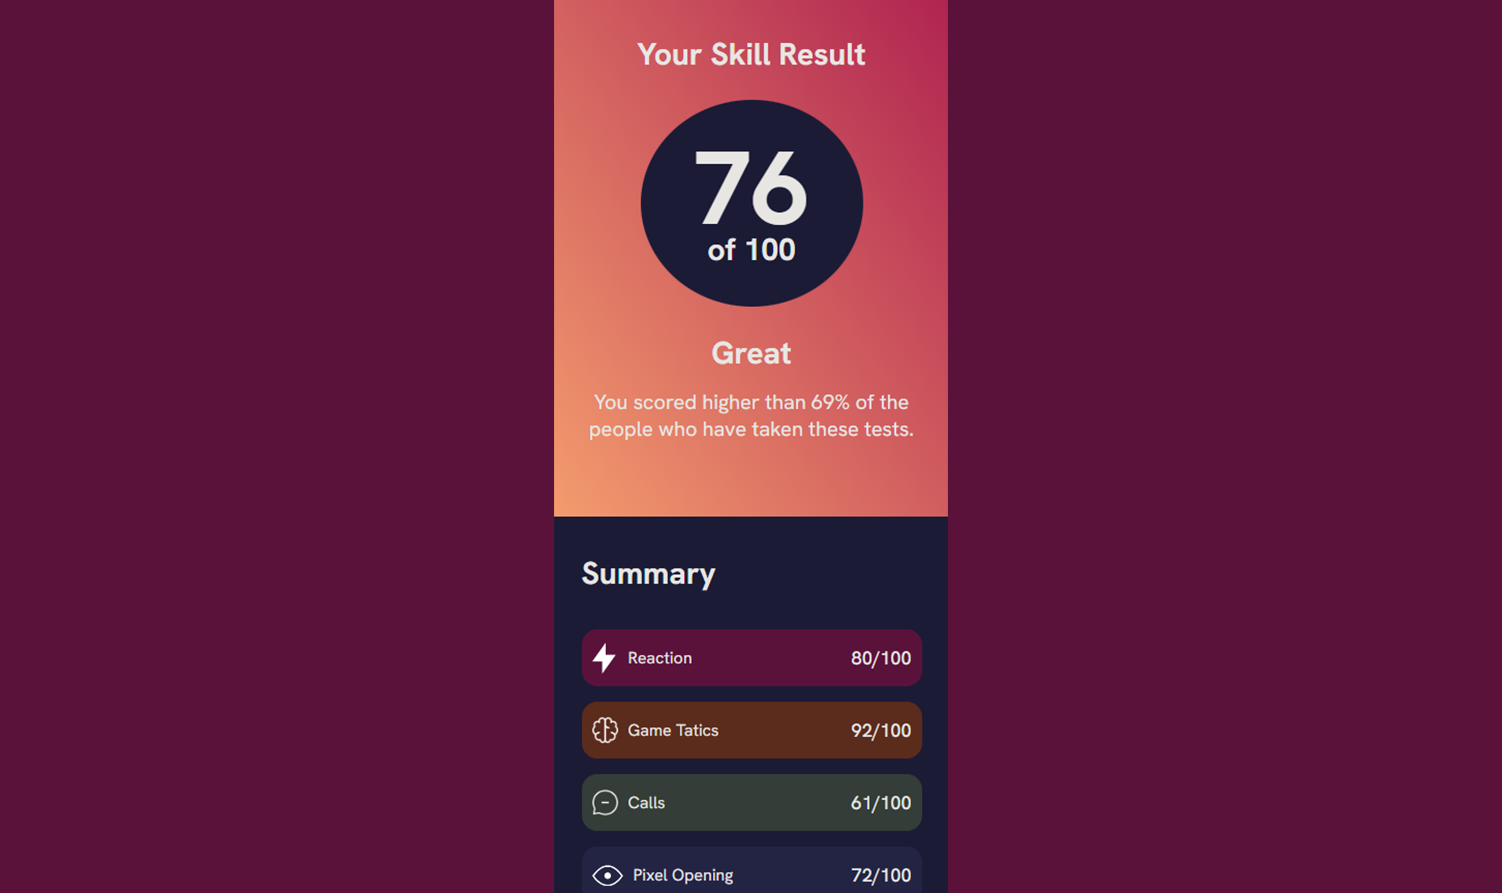 Your Skill Result
76
of 100
Great
You scored higher than 69% of the
people who have taken these tests.
Summary
Reaction 80/100
Game Tatics 92/100
Calls 61/100
Pixel Opening 72/100